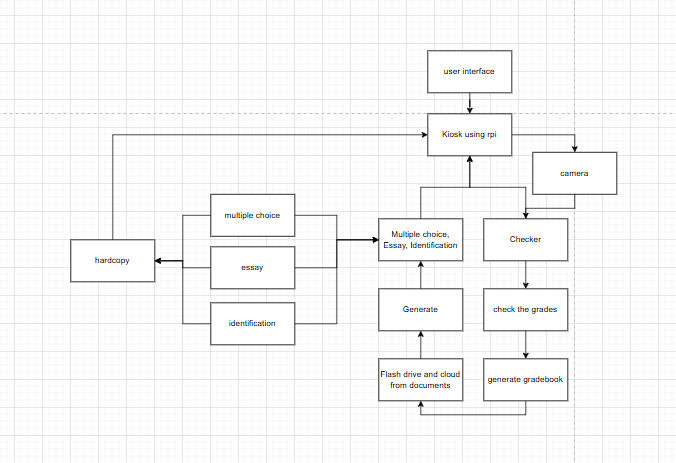 user interface
Kiosk using rpi
camera
multiple choice
Multiple choice,
Essay, Identification
Checker
hardcopy
essay
identification
Generate
check the grades
Flash drive and cloud
from documents
generate gradebook